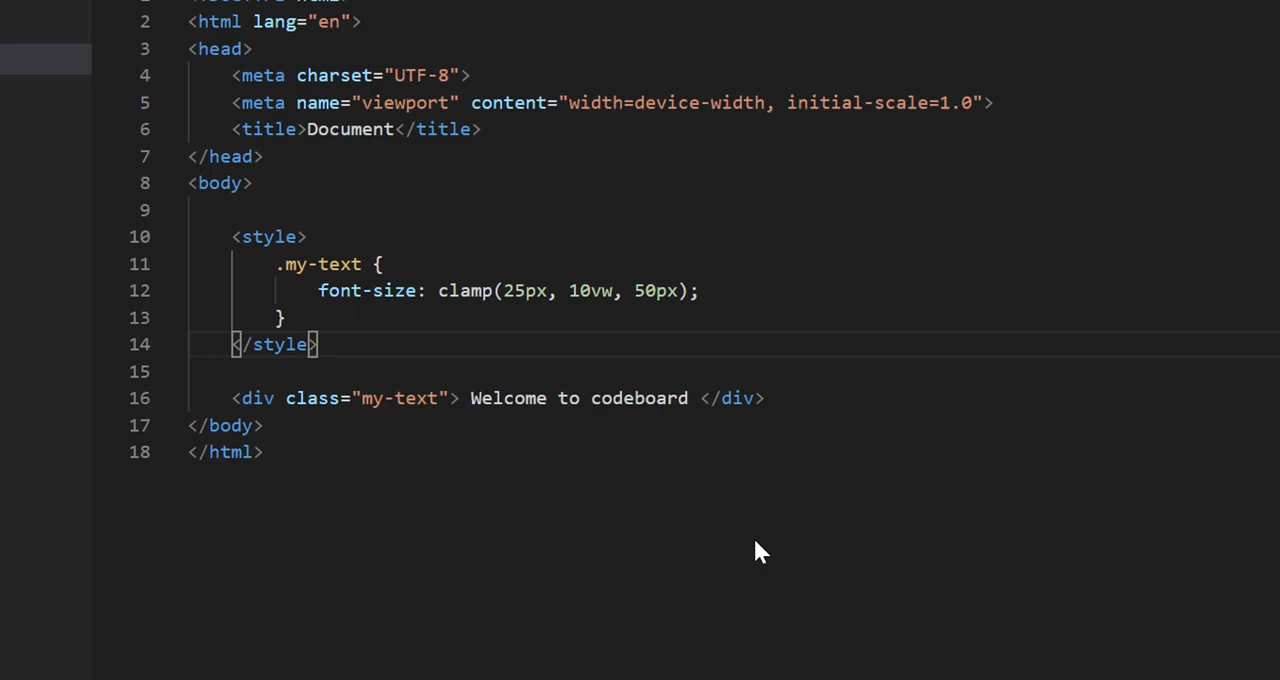 2 <html lang="en">
3 <head>
4     <meta charset="UTF-8">
5     <meta name="viewport" content="width=device-width, initial-scale=1.0">
6     <title>Document</title>
7 </head>
8 <body>
9
10     <style>
11         .my-text {
12             font-size: clamp(25px, 10vw, 50px);
13         }
14     </style>
15
16     <div class="my-text"> Welcome to codeboard </div>
17 </body>
18 </html>